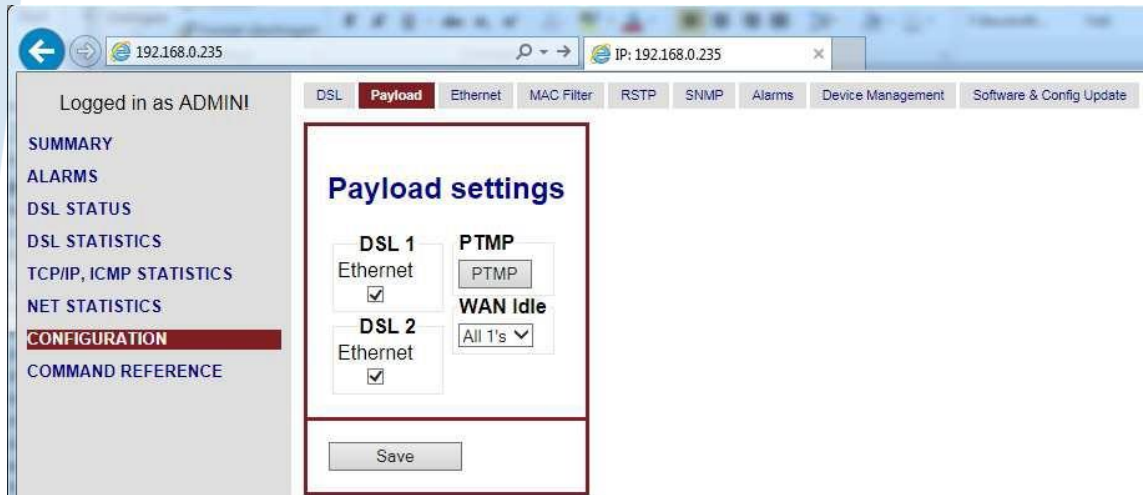 192.168.0.235
IP: 192.168.0.235
Logged in as ADMIN!
SUMMARY
ALARMS
DSL STATUS
DSL STATISTICS
TCP/IP, ICMP STATISTICS
NET STATISTICS
CONFIGURATION
COMMAND REFERENCE
DSL Payload Ethernet MAC Filter RSTP SNMP Alarms Device Management Software & Config Update
Payload settings
DSL 1
Ethernet
DSL 2
Ethernet
PTMP
PTMP
WAN Idle
All 1's
Save